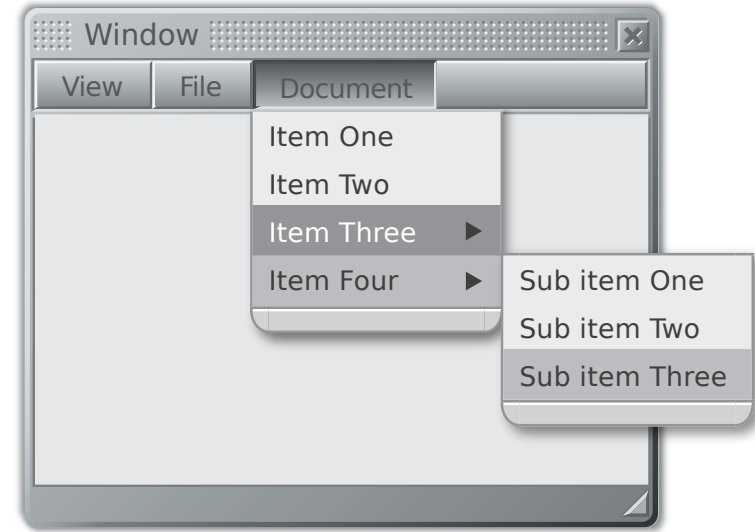 Window
View File Document
Item One
Item Two
Item Three
Item Four
Sub item One
Sub item Two
Sub item Three